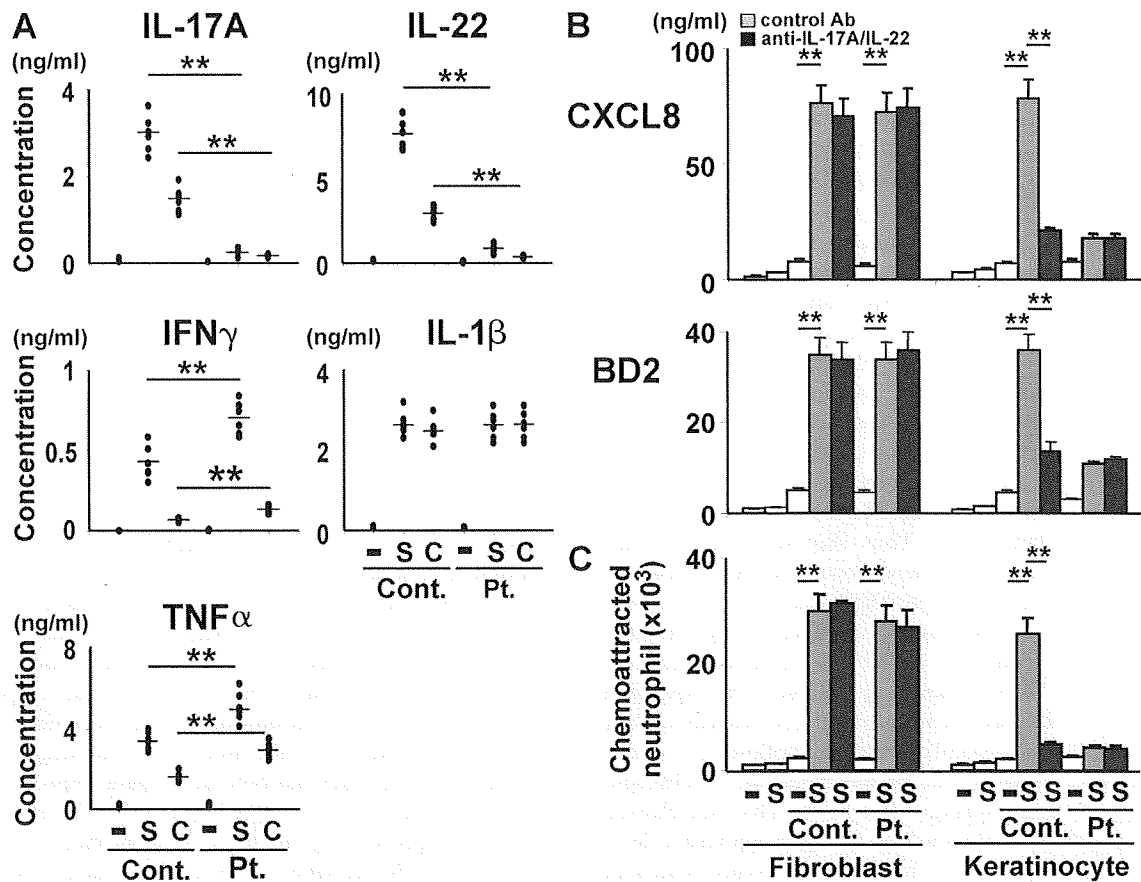 A
IL-17A
IL-22
(ng/ml)
Concentration
4
2
0
**
**
10
5
0
**
**
(ng/ml)
IFNγ
Concentration
1
0.5
0
**
**
(ng/ml)
IL-1β
4
2
0
- S C - S C
Cont. Pt.
(ng/ml)
TNFα
Concentration
8
4
0
**
**
- S C - S C
Cont. Pt.
B
(ng/ml)
control Ab
anti-IL-17A/IL-22
CXCL8
100
50
0
** ** ** **
BD2
40
20
0
** ** ** **
C
Chemoattracted
neutrophil (x10³)
40
20
0
** ** ** **
- S - S S - S S - S - S S - S S
Cont. Pt. Cont. Pt.
Fibroblast Keratinocyte